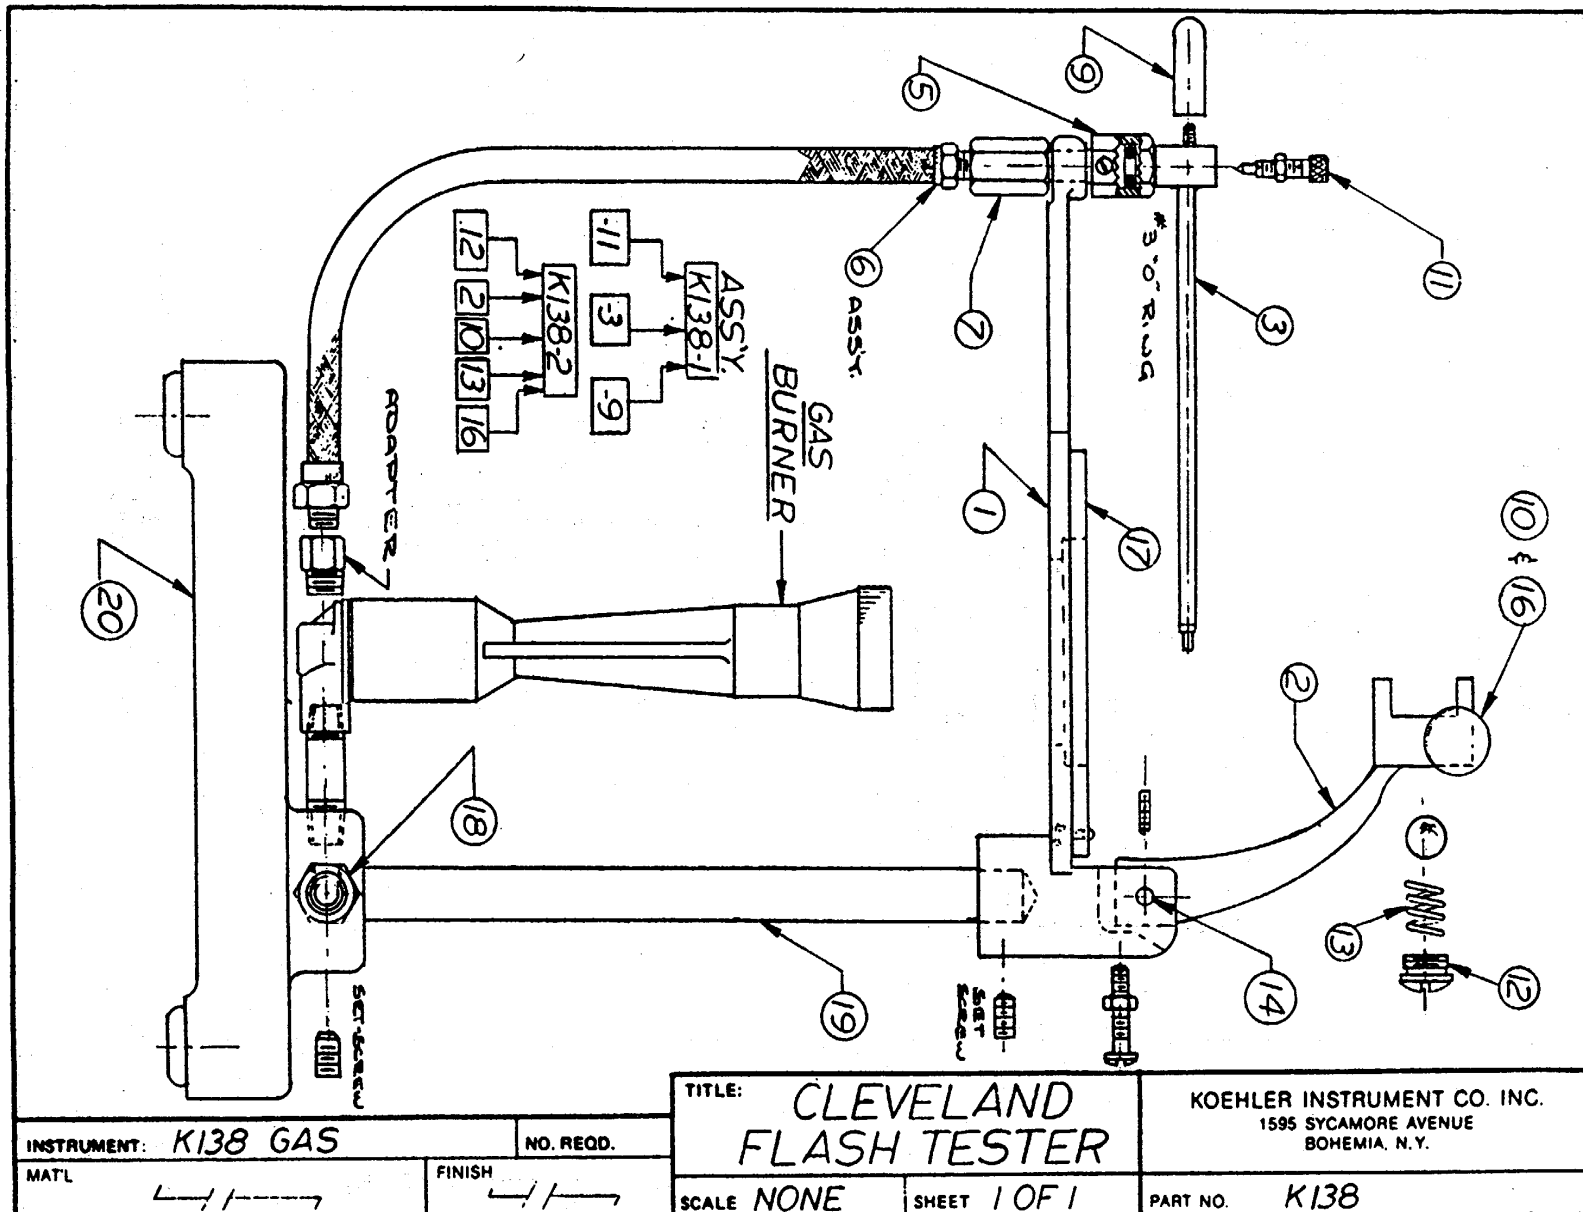 9
5
11
3
#3 "O" RING
6 ASS'Y.
7
12
2
10
13
16
K138-2
-11
-3
-9
ASS'Y.
K138-1
GAS
BURNER
ADAPTER
1
17
10 & 16
2
20
18
19
14
13
12
SET
SCREW
SET-SCREW
TITLE: CLEVELAND
FLASH TESTER
KOEHLER INSTRUMENT CO. INC.
1595 SYCAMORE AVENUE
BOHEMIA, N.Y.
INSTRUMENT: K138 GAS
NO. REQD.
MAT'L
FINISH
SCALE NONE
SHEET 1 OF 1
PART NO. K138